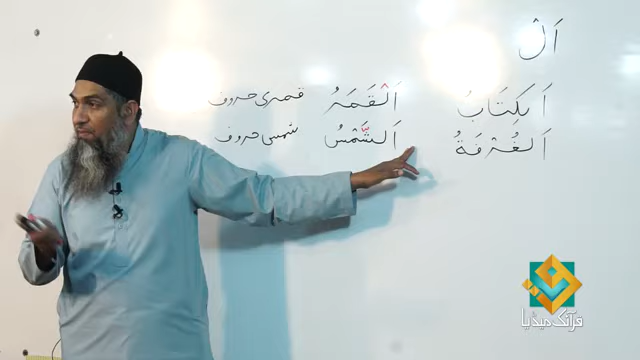 اَلْ
اَلْكِتَابُ اَلْقَمَرُ قمری حروف
اَلْغُرْفَةُ اَلشَّمْسُ شمسی حروف
قرآنک میڈیا